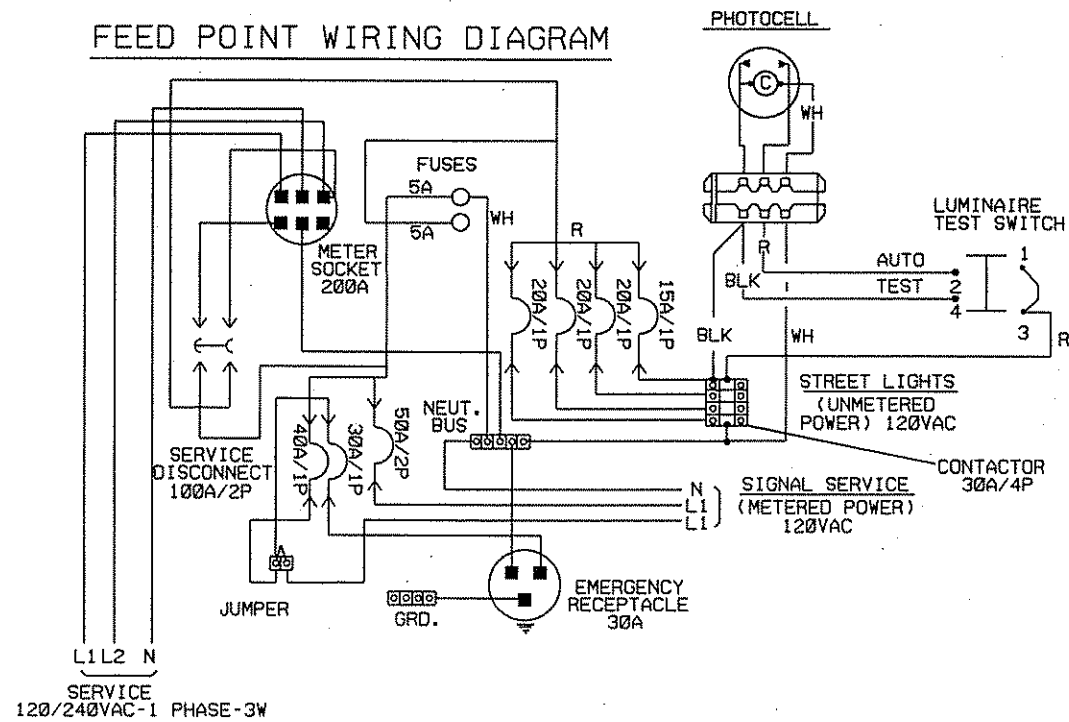 FEED POINT WIRING DIAGRAM
PHOTOCELL
C
WH
FUSES
5A
5A
WH
METER
SOCKET
200A
R
20A/1P
20A/1P
20A/1P
15A/1P
BLK
R
BLK
WH
LUMINAIRE
TEST SWITCH
AUTO
TEST
1
2
4
3
R
STREET LIGHTS
(UNMETERED
POWER) 120VAC
CONTACTOR
30A/4P
NEUT.
BUS
SERVICE
DISCONNECT
100A/2P
40A/1P
30A/1P
50A/2P
N
L1
L1
SIGNAL SERVICE
(METERED POWER)
120VAC
A
JUMPER
GRD.
EMERGENCY
RECEPTACLE
30A
L1 L2 N
SERVICE
120/240VAC-1 PHASE-3W